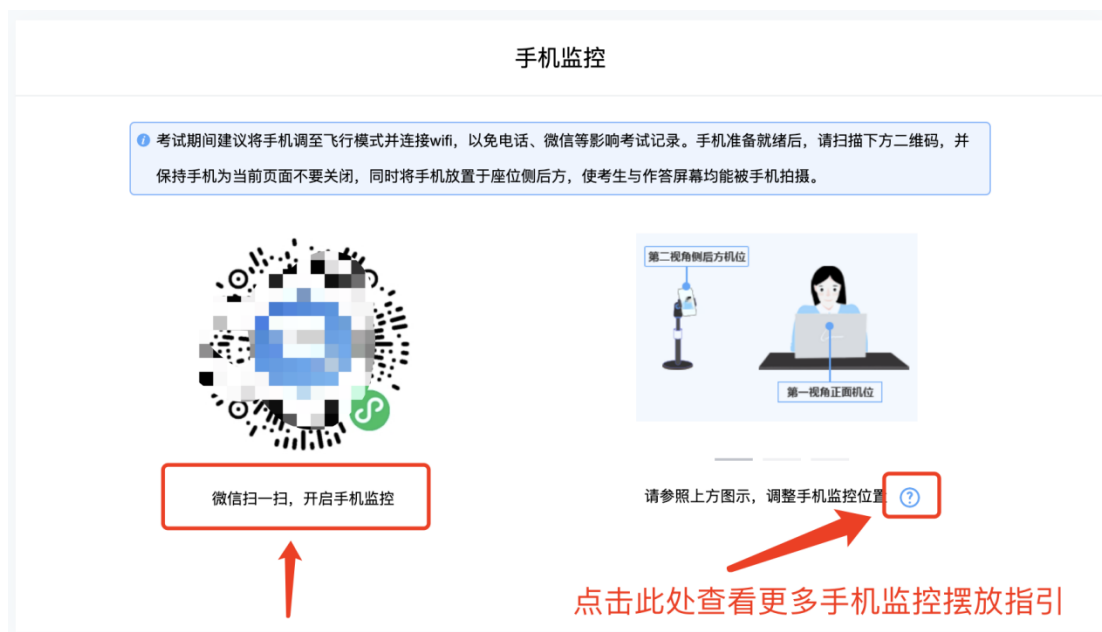 手机监控
考试期间建议将手机调至飞行模式并连接wifi，以免电话、微信等影响考试记录。手机准备就绪后，请扫描下方二维码，并
保持手机为当前页面不要关闭，同时将手机放置于座位侧后方，使考生与作答屏幕均能被手机拍摄。
第二视角侧后方机位
第一视角正面机位
微信扫一扫，开启手机监控
请参照上方图示，调整手机监控位置
点击此处查看更多手机监控摆放指引